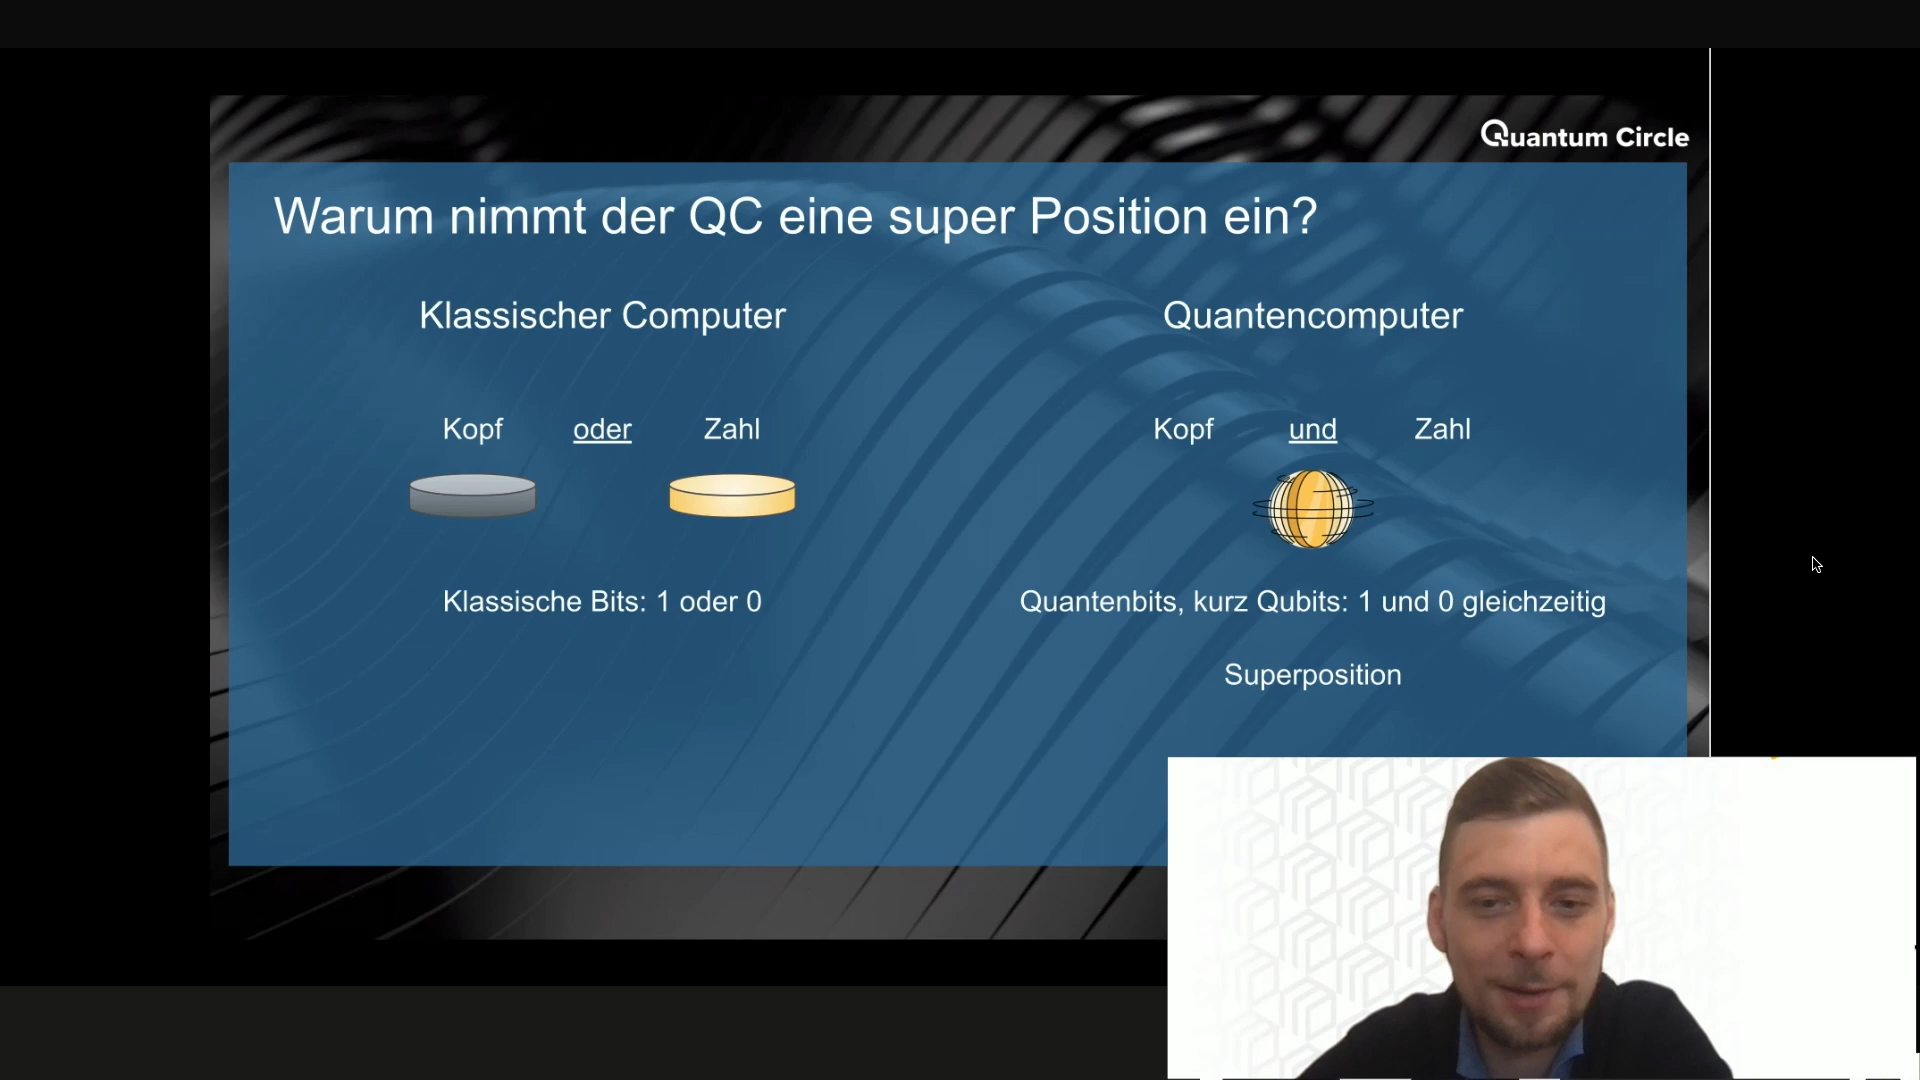 Quantum Circle
Warum nimmt der QC eine super Position ein?
Klassischer Computer
Kopf oder Zahl
Klassische Bits: 1 oder 0
Quantencomputer
Kopf und Zahl
Quantenbits, kurz Qubits: 1 und 0 gleichzeitig
Superposition